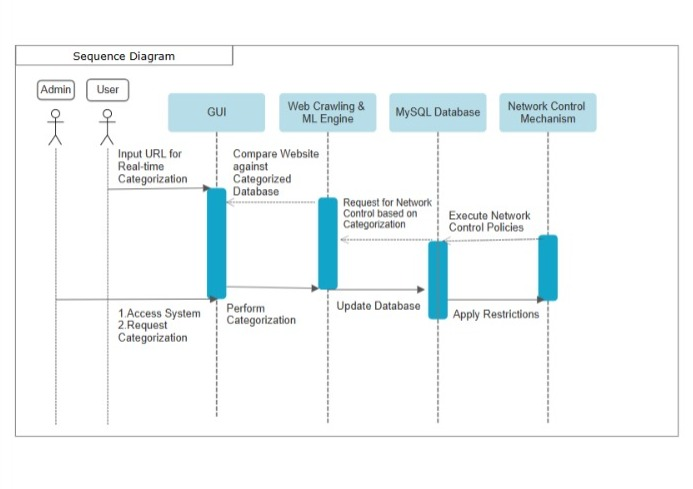 Sequence Diagram
Admin
User
GUI
Web Crawling &
ML Engine
MySQL Database
Network Control
Mechanism
Input URL for
Real-time
Categorization
Compare Website
against
Categorized
Database
Request for Network
Control based on
Categorization
Execute Network
Control Policies
1.Access System
2.Request
Categorization
Perform
Categorization
Update Database
Apply Restrictions